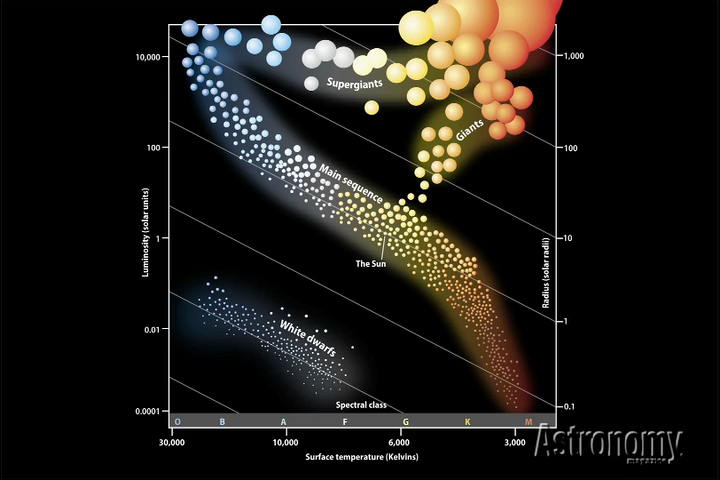 10,000
100
1
0.01
0.0001
Luminosity (solar units)
1,000
100
10
1
0.1
Radius (solar radii)
Supergiants
Giants
Main sequence
The Sun
White dwarfs
Spectral class
O B A F G K M
30,000 10,000 6,000 3,000
Surface temperature (Kelvins)
Astronomy
magazine